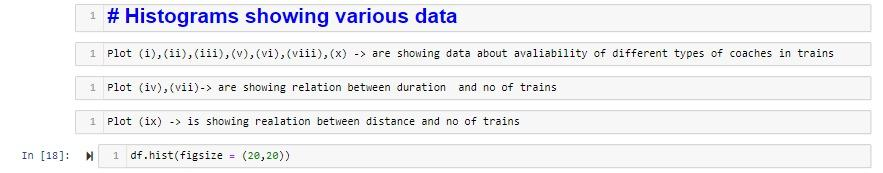 1 # Histograms showing various data
1 Plot (i),(ii),(iii),(v),(vi),(viii),(x) -> are showing data about avaliability of different types of coaches in trains
1 Plot (iv),(vii)-> are showing relation between duration and no of trains
1 Plot (ix) -> is showing realation between distance and no of trains
In [18]: 1 df.hist(figsize = (20,20))